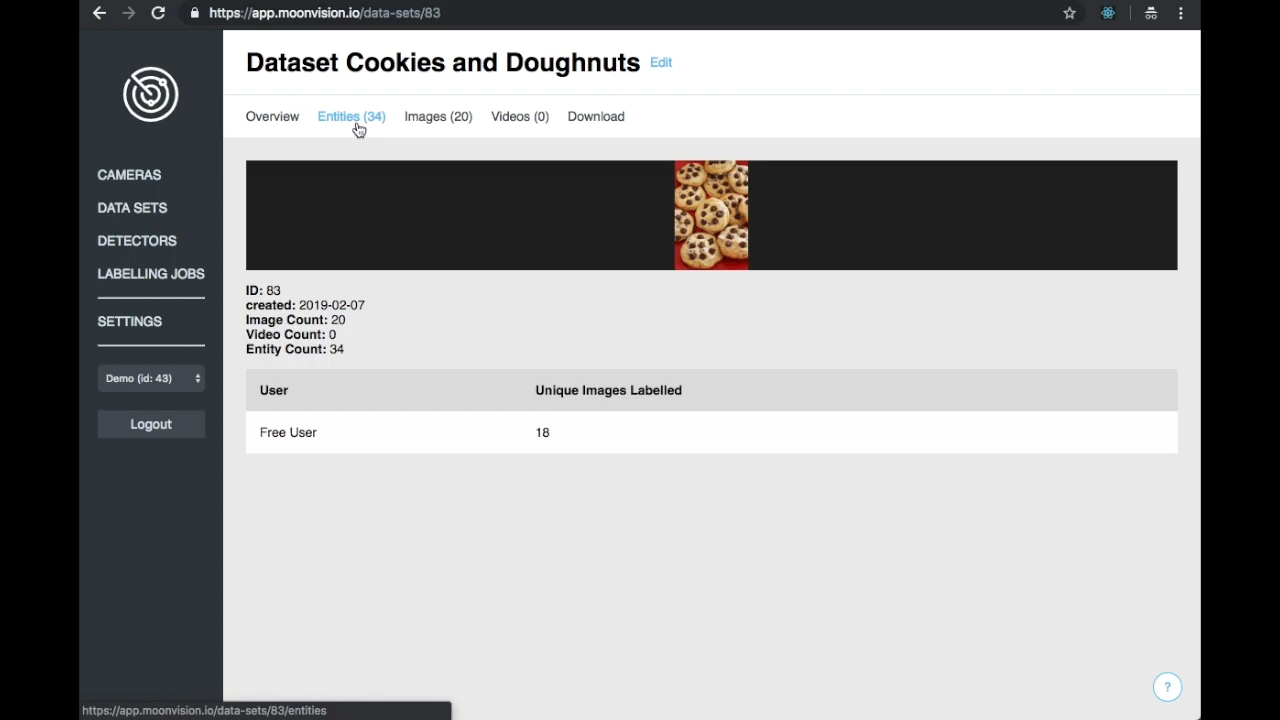 https://app.moonvision.io/data-sets/83
Dataset Cookies and Doughnuts Edit
Overview Entities (34) Images (20) Videos (0) Download
CAMERAS
DATA SETS
DETECTORS
LABELLING JOBS
SETTINGS
Demo (id: 43)
Logout
ID: 83
created: 2019-02-07
Image Count: 20
Video Count: 0
Entity Count: 34
User Unique Images Labelled
Free User 18
?
https://app.moonvision.io/data-sets/83/entities